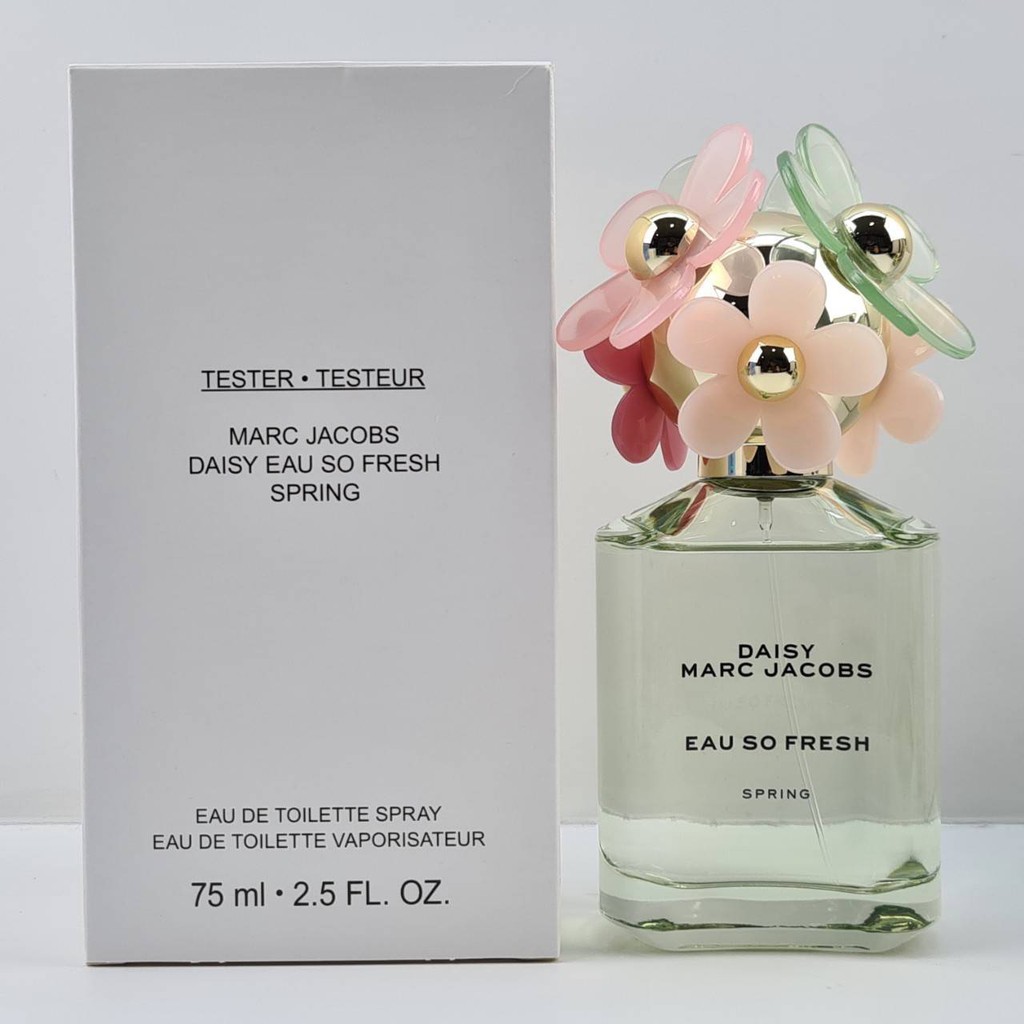 TESTER • TESTEUR
MARC JACOBS
DAISY EAU SO FRESH
SPRING
EAU DE TOILETTE SPRAY
EAU DE TOILETTE VAPORISATEUR
75 ml • 2.5 FL. OZ.
DAISY
MARC JACOBS
EAU SO FRESH
SPRING